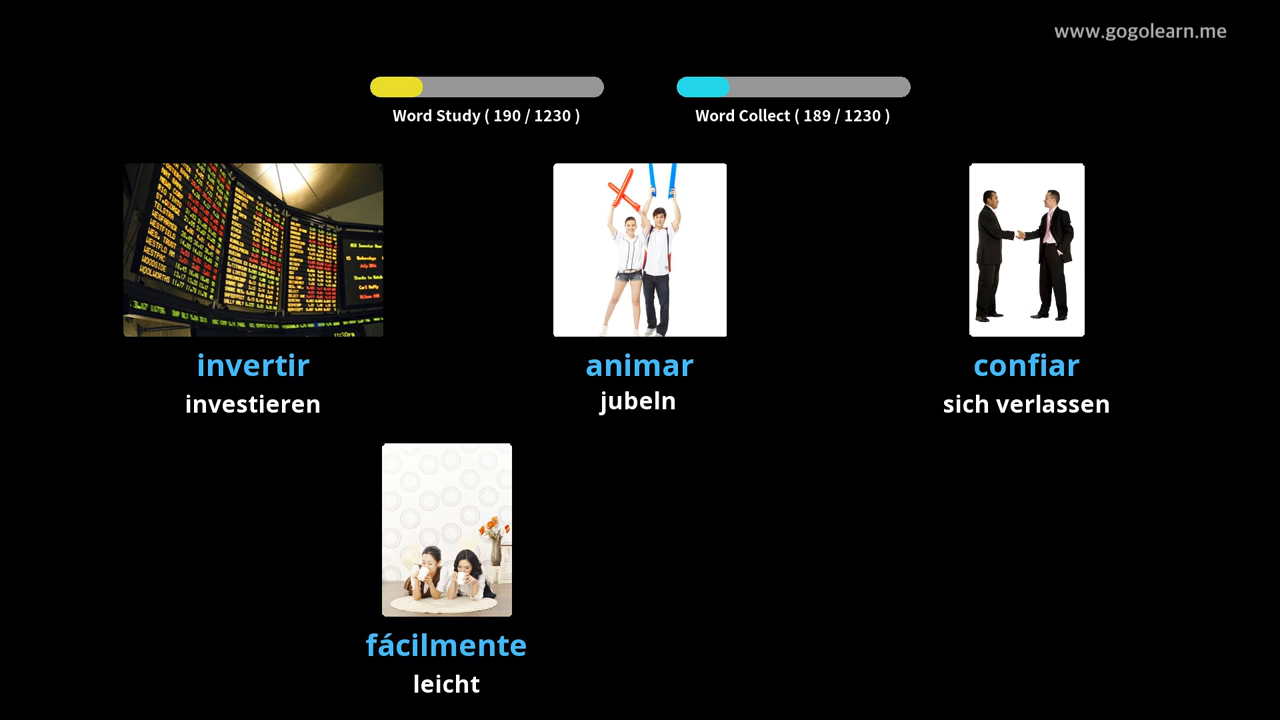 www.gogolearn.me
Word Study ( 190 / 1230 )
Word Collect ( 189 / 1230 )
invertir
investieren
animar
jubeln
confiar
sich verlassen
fácilmente
leicht